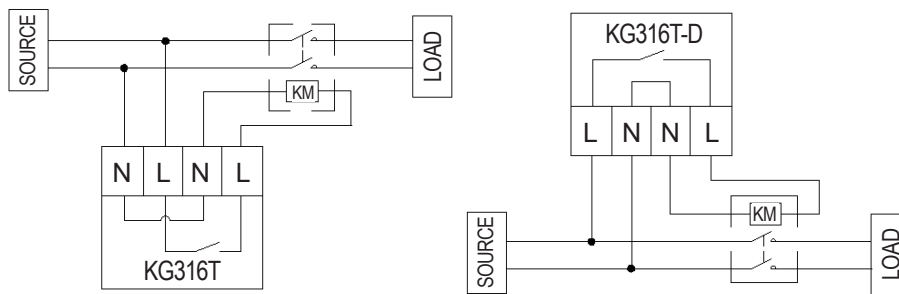 SOURCE
LOAD
KM
N L N L
KG316T
KG316T-D
L N N L
KM
SOURCE
LOAD